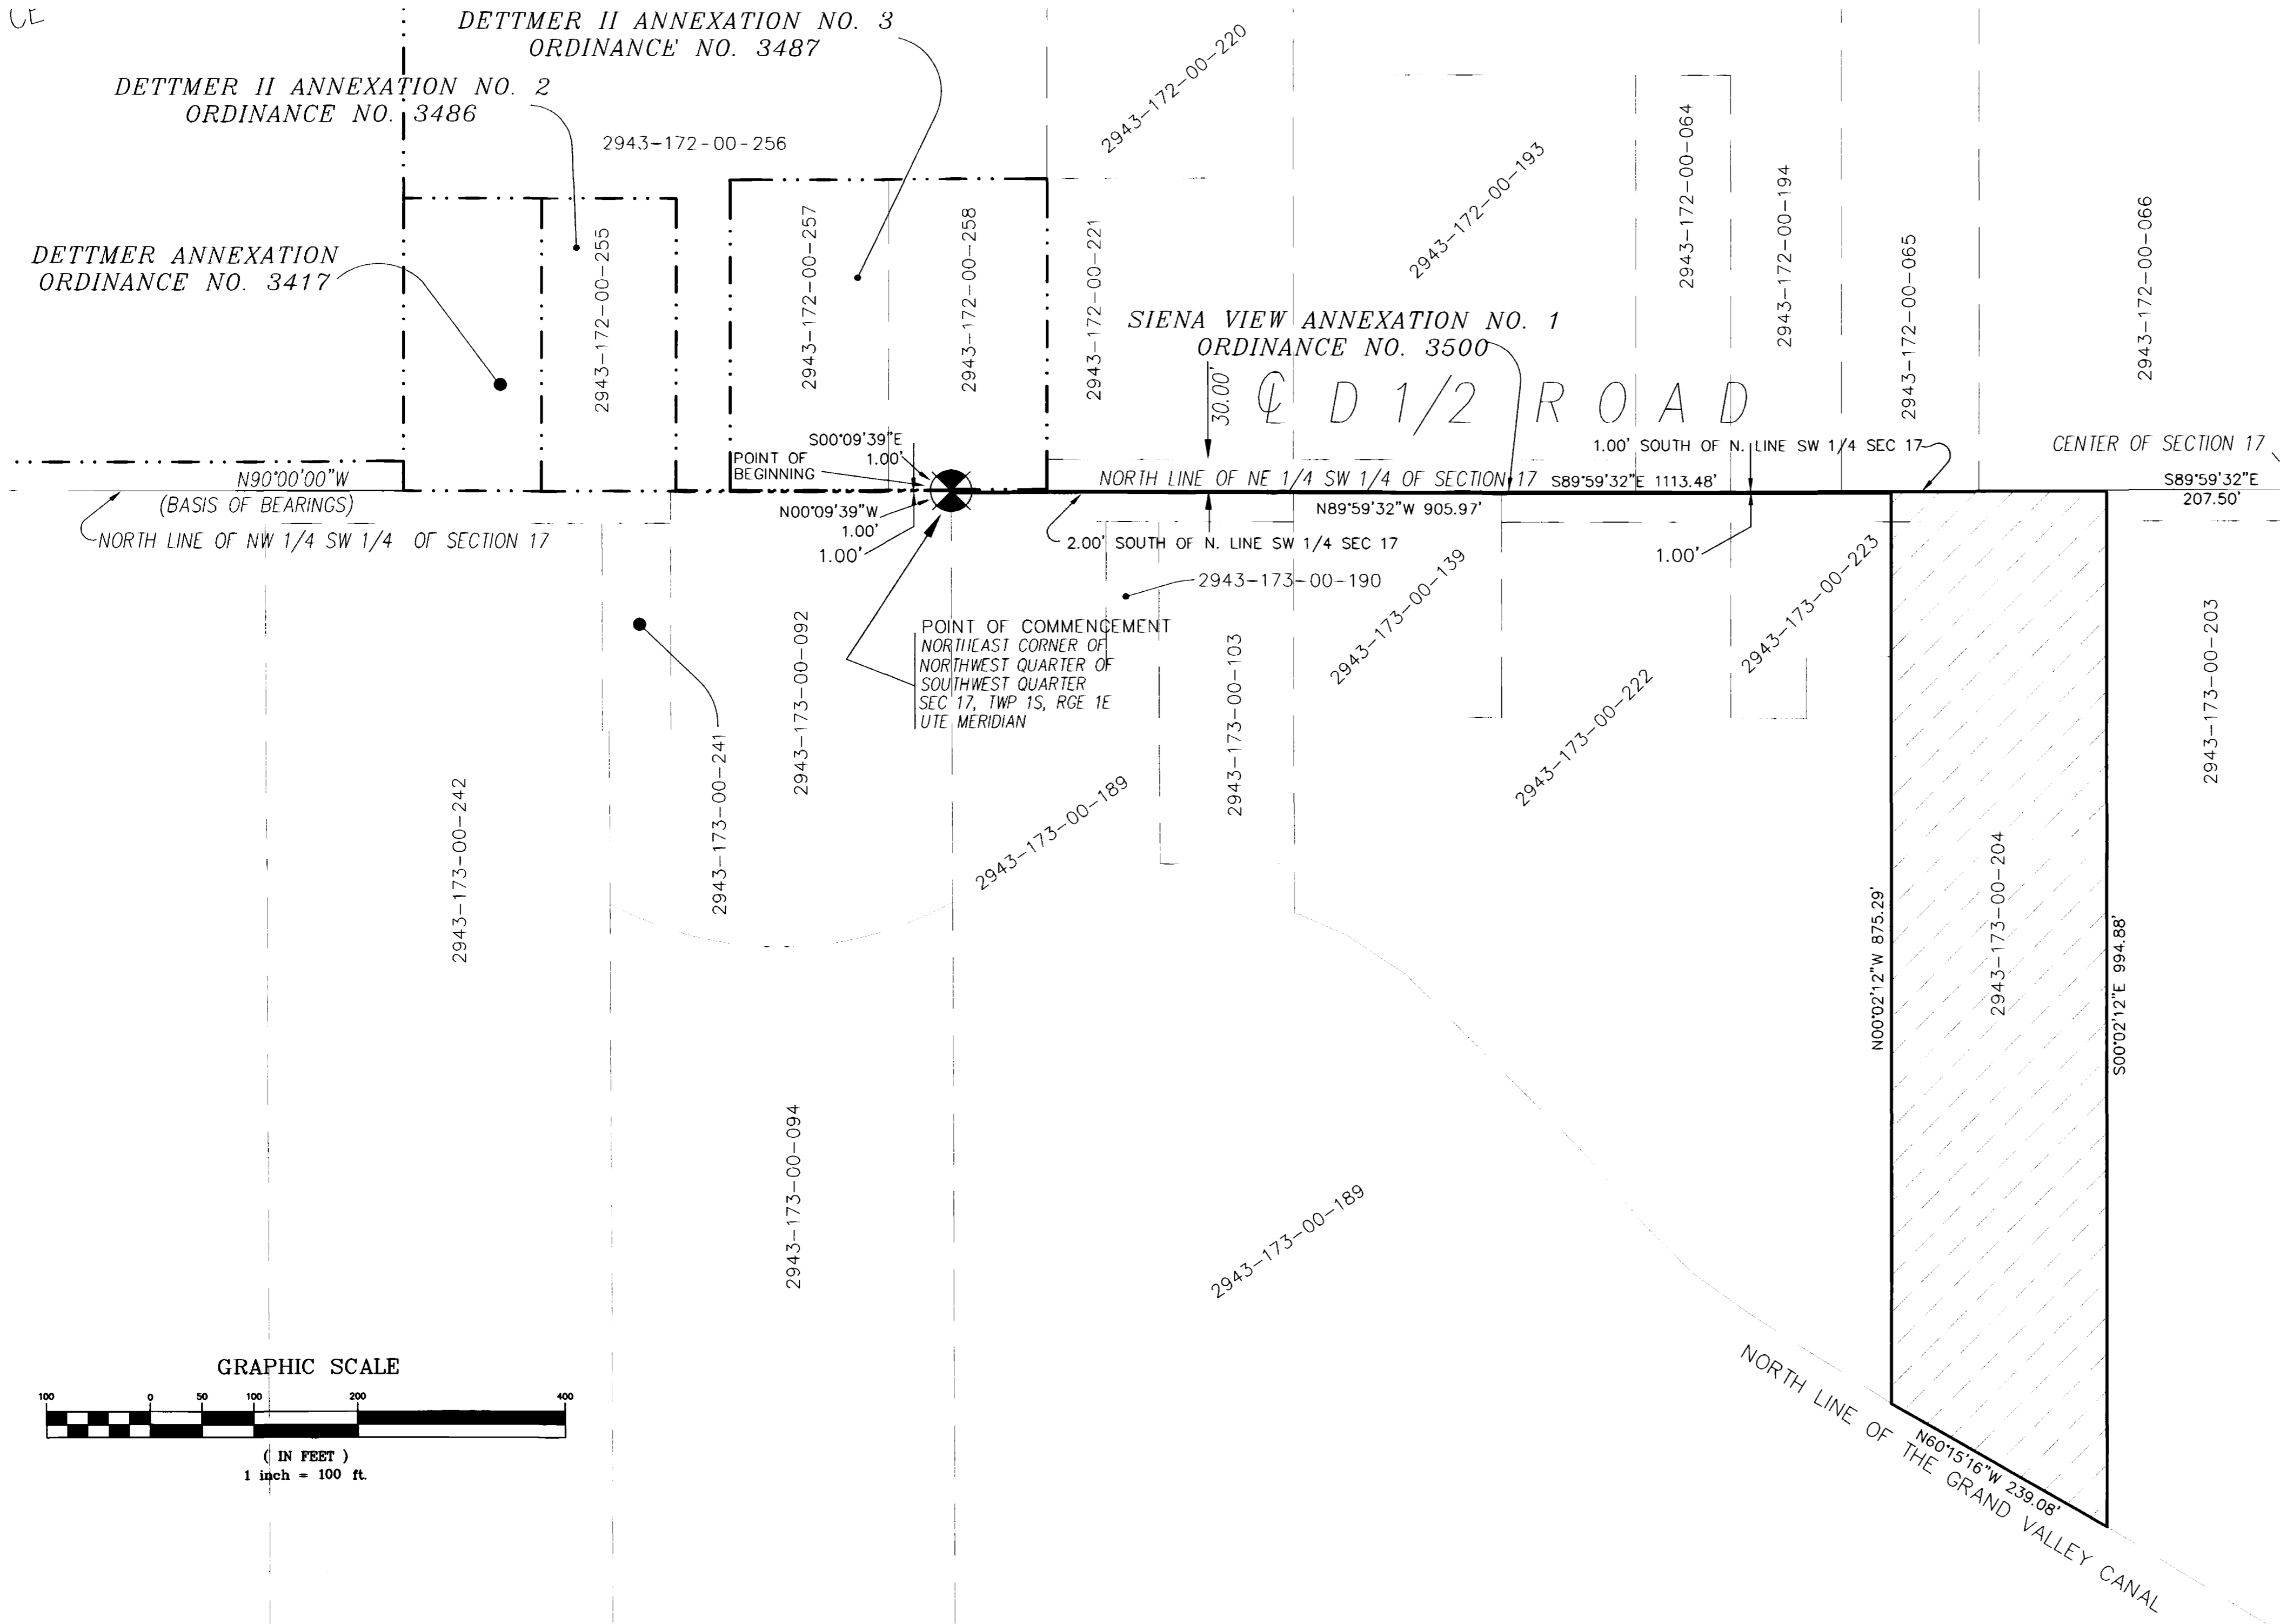 DETTMER II ANNEXATION NO. 3
ORDINANCE NO. 3487
DETTMER II ANNEXATION NO. 2
ORDINANCE NO. 3486
2943-172-00-256
2943-172-00-220
2943-172-00-193
2943-172-00-064
2943-172-00-194
2943-172-00-065
2943-172-00-066
DETTMER ANNEXATION
ORDINANCE NO. 3417
2943-172-00-255
2943-172-00-257
2943-172-00-258
2943-172-00-221
SIENA VIEW ANNEXATION NO. 1
ORDINANCE NO. 3500
30.00'
℄ D 1/2 ROAD
S00°09'39"E
1.00'
POINT OF
BEGINNING
1.00' SOUTH OF N. LINE SW 1/4 SEC 17
CENTER OF SECTION 17
N90°00'00"W
(BASIS OF BEARINGS)
NORTH LINE OF NE 1/4 SW 1/4 OF SECTION 17
S89°59'32"E 1113.48'
S89°59'32"E
207.50'
N00°09'39"W
1.00'
1.00'
N89°59'32"W 905.97'
NORTH LINE OF NW 1/4 SW 1/4 OF SECTION 17
2.00' SOUTH OF N. LINE SW 1/4 SEC 17
1.00'
2943-173-00-190
2943-173-00-139
2943-173-00-223
POINT OF COMMENCEMENT
NORTHEAST CORNER OF
NORTHWEST QUARTER OF
SOUTHWEST QUARTER
SEC 17, TWP 1S, RGE 1E
UTE MERIDIAN
2943-173-00-092
2943-173-00-103
2943-173-00-222
2943-173-00-203
2943-173-00-242
2943-173-00-241
2943-173-00-189
2943-173-00-204
N00°02'12"W 875.29'
S00°02'12"E 994.88'
2943-173-00-094
2943-173-00-189
NORTH LINE OF THE GRAND VALLEY CANAL
N60°15'16"W 239.08'
GRAPHIC SCALE
100 0 50 100 200 400
( IN FEET )
1 inch = 100 ft.